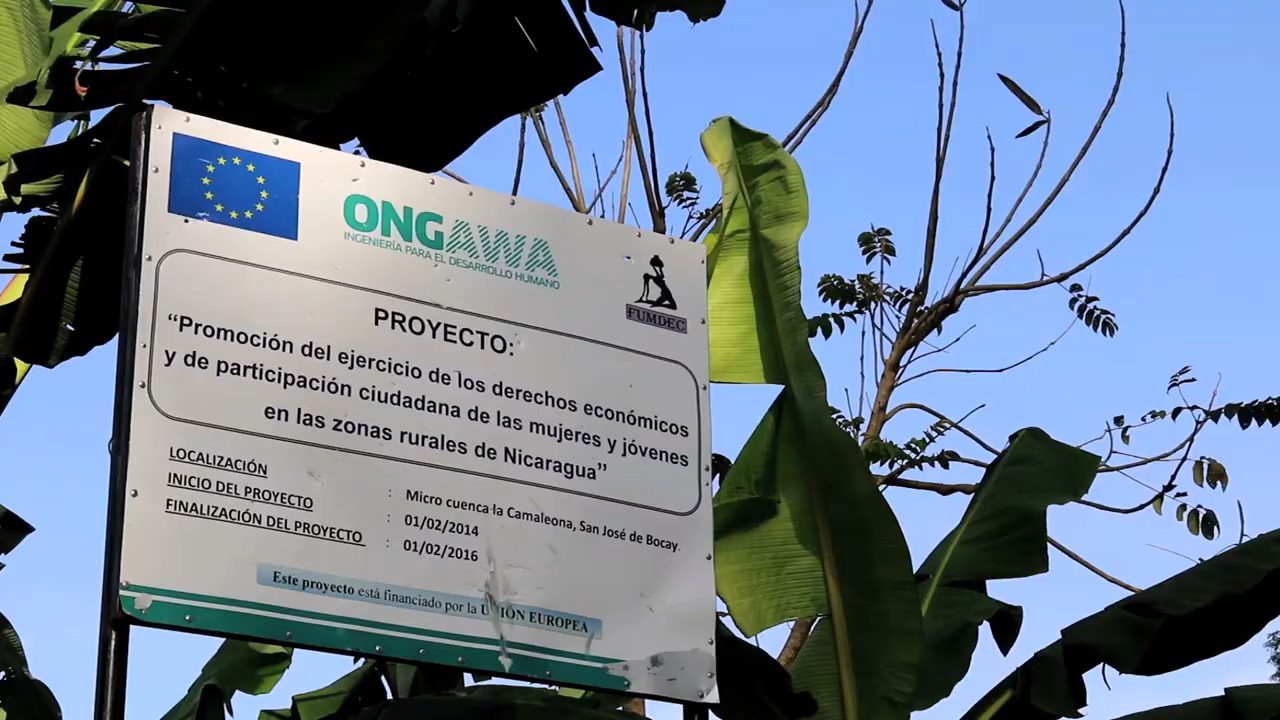 ONGAWA
INGENIERÍA PARA EL DESARROLLO HUMANO
FUMDEC
PROYECTO:
“Promoción del ejercicio de los derechos económicos
y de participación ciudadana de las mujeres y jóvenes
en las zonas rurales de Nicaragua”
LOCALIZACIÓN : Micro cuenca la Camaleona, San José de Bocay.
INICIO DEL PROYECTO : 01/02/2014
FINALIZACIÓN DEL PROYECTO : 01/02/2016
Este proyecto está financiado por la UNIÓN EUROPEA